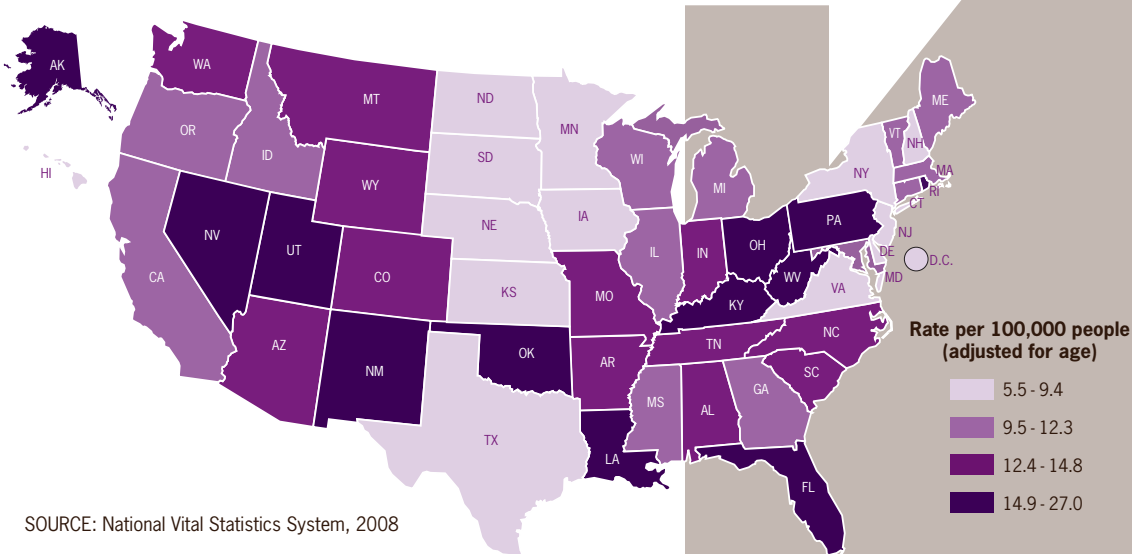 AK
WA
MT
ND
MN
ME
VT
NH
OR
ID
SD
WI
MI
NY
MA
HI
WY
RI
CT
NV
UT
NE
IA
PA
NJ
CA
CO
KS
IL
IN
OH
WV
DE
D.C.
MD
VA
MO
KY
AZ
NM
OK
AR
TN
NC
SC
MS
AL
GA
TX
LA
FL
Rate per 100,000 people
(adjusted for age)
5.5 - 9.4
9.5 - 12.3
12.4 - 14.8
14.9 - 27.0
SOURCE: National Vital Statistics System, 2008